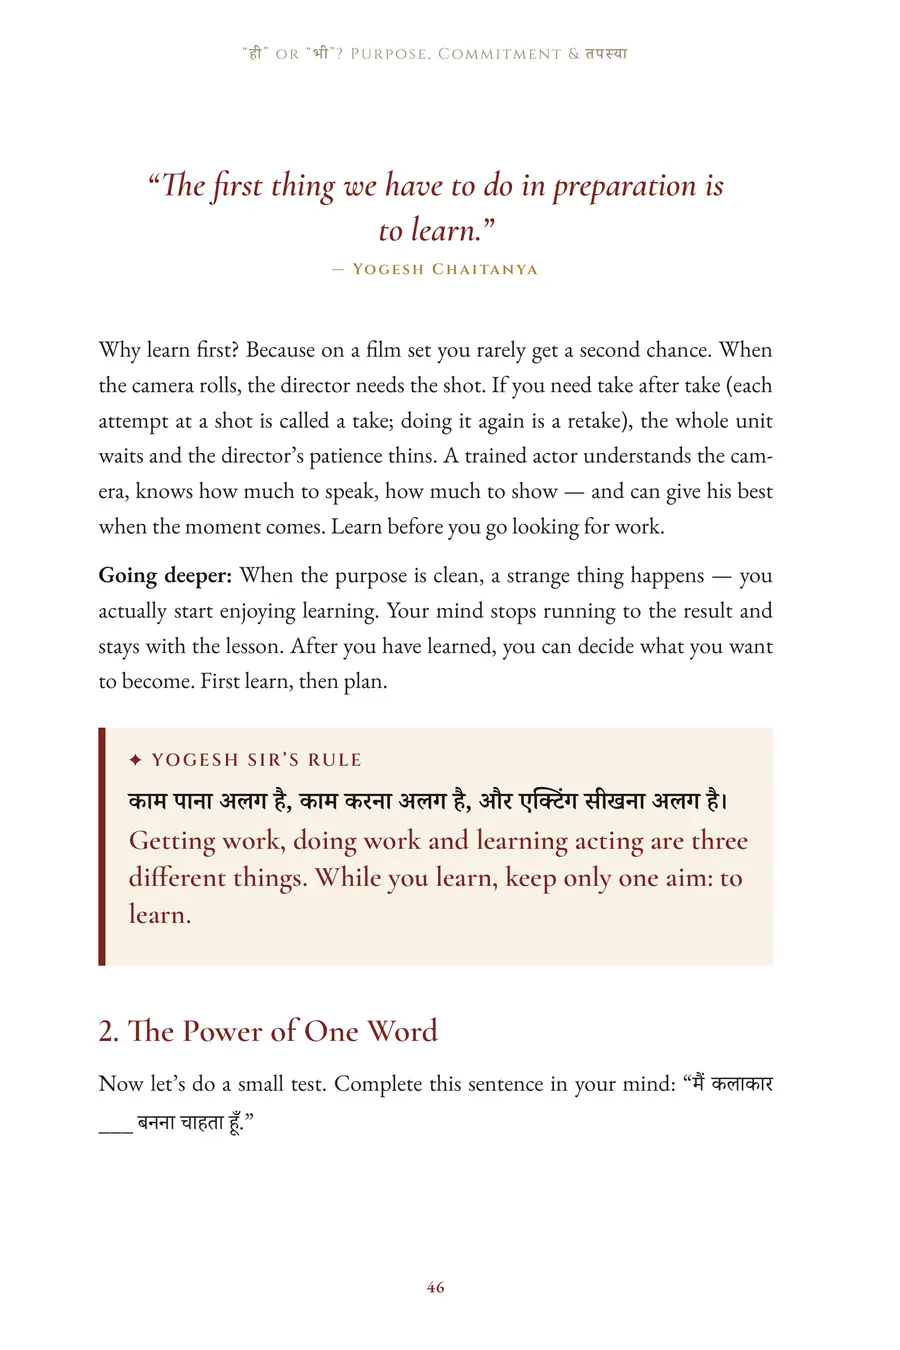 “ही” OR “भी”? PURPOSE, COMMITMENT & तपस्या
“The first thing we have to do in preparation is
to learn.”
— YOGESH CHAITANYA
Why learn first? Because on a film set you rarely get a second chance. When
the camera rolls, the director needs the shot. If you need take after take (each
attempt at a shot is called a take; doing it again is a retake), the whole unit
waits and the director’s patience thins. A trained actor understands the cam-
era, knows how much to speak, how much to show — and can give his best
when the moment comes. Learn before you go looking for work.
Going deeper: When the purpose is clean, a strange thing happens — you
actually start enjoying learning. Your mind stops running to the result and
stays with the lesson. After you have learned, you can decide what you want
to become. First learn, then plan.
✦ YOGESH SIR’S RULE
काम पाना अलग है, काम करना अलग है, और एक्टिंग सीखना अलग है।
Getting work, doing work and learning acting are three
different things. While you learn, keep only one aim: to
learn.
2. The Power of One Word
Now let’s do a small test. Complete this sentence in your mind: “मैं कलाकार
___ बनना चाहता हूँ.”
46